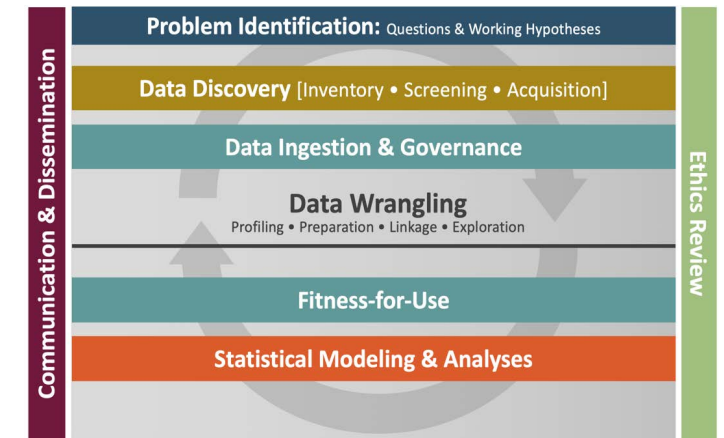 Communication & Dissemination
Problem Identification: Questions & Working Hypotheses
Data Discovery [Inventory • Screening • Acquisition]
Data Ingestion & Governance
Data Wrangling
Profiling • Preparation • Linkage • Exploration
Fitness-for-Use
Statistical Modeling & Analyses
Ethics Review